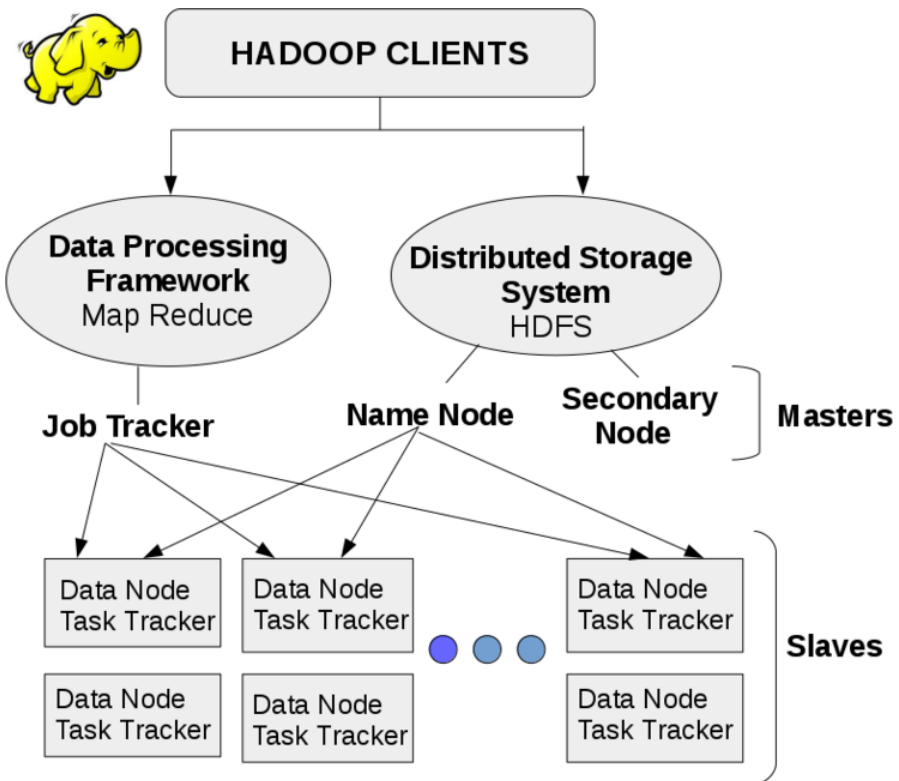 HADOOP CLIENTS
Data Processing
Framework
Map Reduce
Distributed Storage
System
HDFS
Job Tracker
Name Node
Secondary
Node
Masters
Data Node
Task Tracker
Data Node
Task Tracker
Data Node
Task Tracker
Slaves
Data Node
Task Tracker
Data Node
Task Tracker
Data Node
Task Tracker